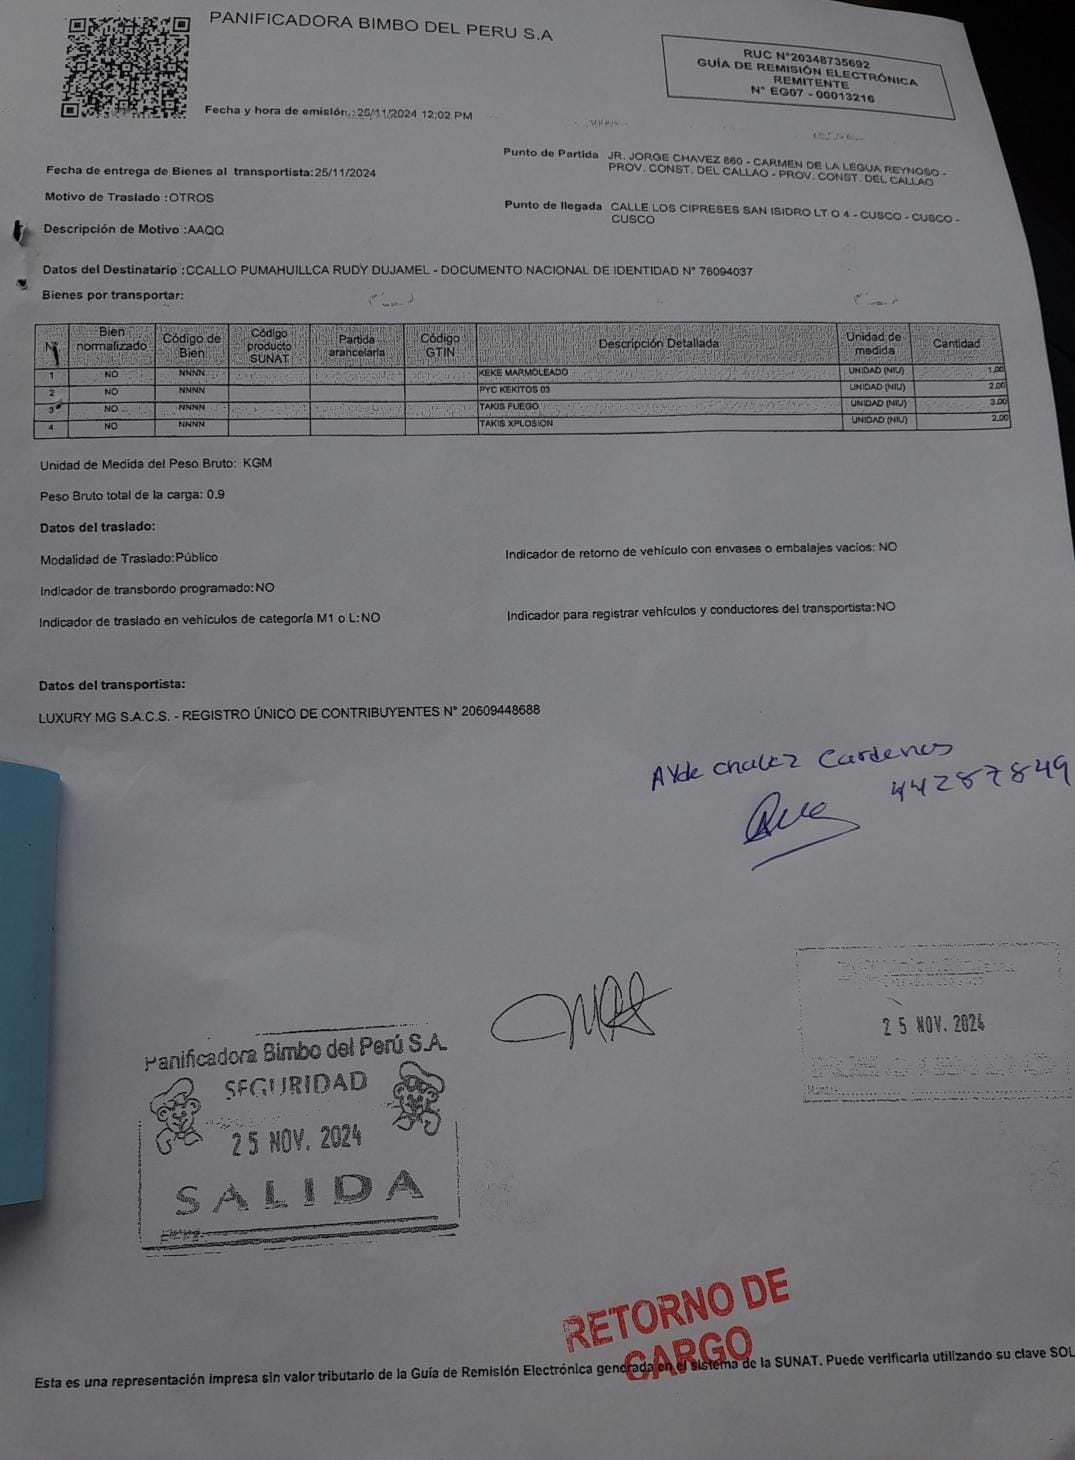 PANIFICADORA BIMBO DEL PERU S.A
RUC N°20348735692
GUÍA DE REMISIÓN ELECTRÓNICA
REMITENTE
N° EG07 - 00013216
Fecha y hora de emisión :25/11/2024 12:02 PM
Fecha de entrega de Bienes al transportista:25/11/2024
Punto de Partida JR. JORGE CHAVEZ 860 - CARMEN DE LA LEGUA REYNOSO -
PROV. CONST. DEL CALLAO - PROV. CONST. DEL CALLAO
Motivo de Traslado :OTROS
Punto de llegada CALLE LOS CIPRESES SAN ISIDRO LT O 4 - CUSCO - CUSCO -
CUSCO
Descripción de Motivo :AAQQ
Datos del Destinatario :CCALLO PUMAHUILLCA RUDY DUJAMEL - DOCUMENTO NACIONAL DE IDENTIDAD N° 76094037
Bienes por transportar:
N° Bien normalizado Código de Bien Código producto SUNAT Partida arancelaria Código GTIN Descripción Detallada Unidad de medida Cantidad
1 NO NNNN KEKE MARMOLEADO UNIDAD (NIU) 1.00
2 NO NNNN PYC KEKITOS 03 UNIDAD (NIU) 2.00
3 NO NNNN TAKIS FUEGO UNIDAD (NIU) 3.00
4 NO NNNN TAKIS XPLOSION UNIDAD (NIU) 2.00
Unidad de Medida del Peso Bruto: KGM
Peso Bruto total de la carga: 0.9
Datos del traslado:
Modalidad de Traslado:Público
Indicador de retorno de vehículo con envases o embalajes vacíos: NO
Indicador de transbordo programado:NO
Indicador de traslado en vehículos de categoría M1 o L:NO
Indicador para registrar vehículos y conductores del transportista:NO
Datos del transportista:
LUXURY MG S.A.C.S. - REGISTRO ÚNICO DE CONTRIBUYENTES N° 20609448688
Ayde Chalez Cardenas
44287849
25 NOV. 2024
Panificadora Bimbo del Perú S.A.
SEGURIDAD
25 NOV. 2024
SALIDA
RETORNO DE
CARGO
Esta es una representación impresa sin valor tributario de la Guía de Remisión Electrónica generada en el sistema de la SUNAT. Puede verificarla utilizando su clave SOL